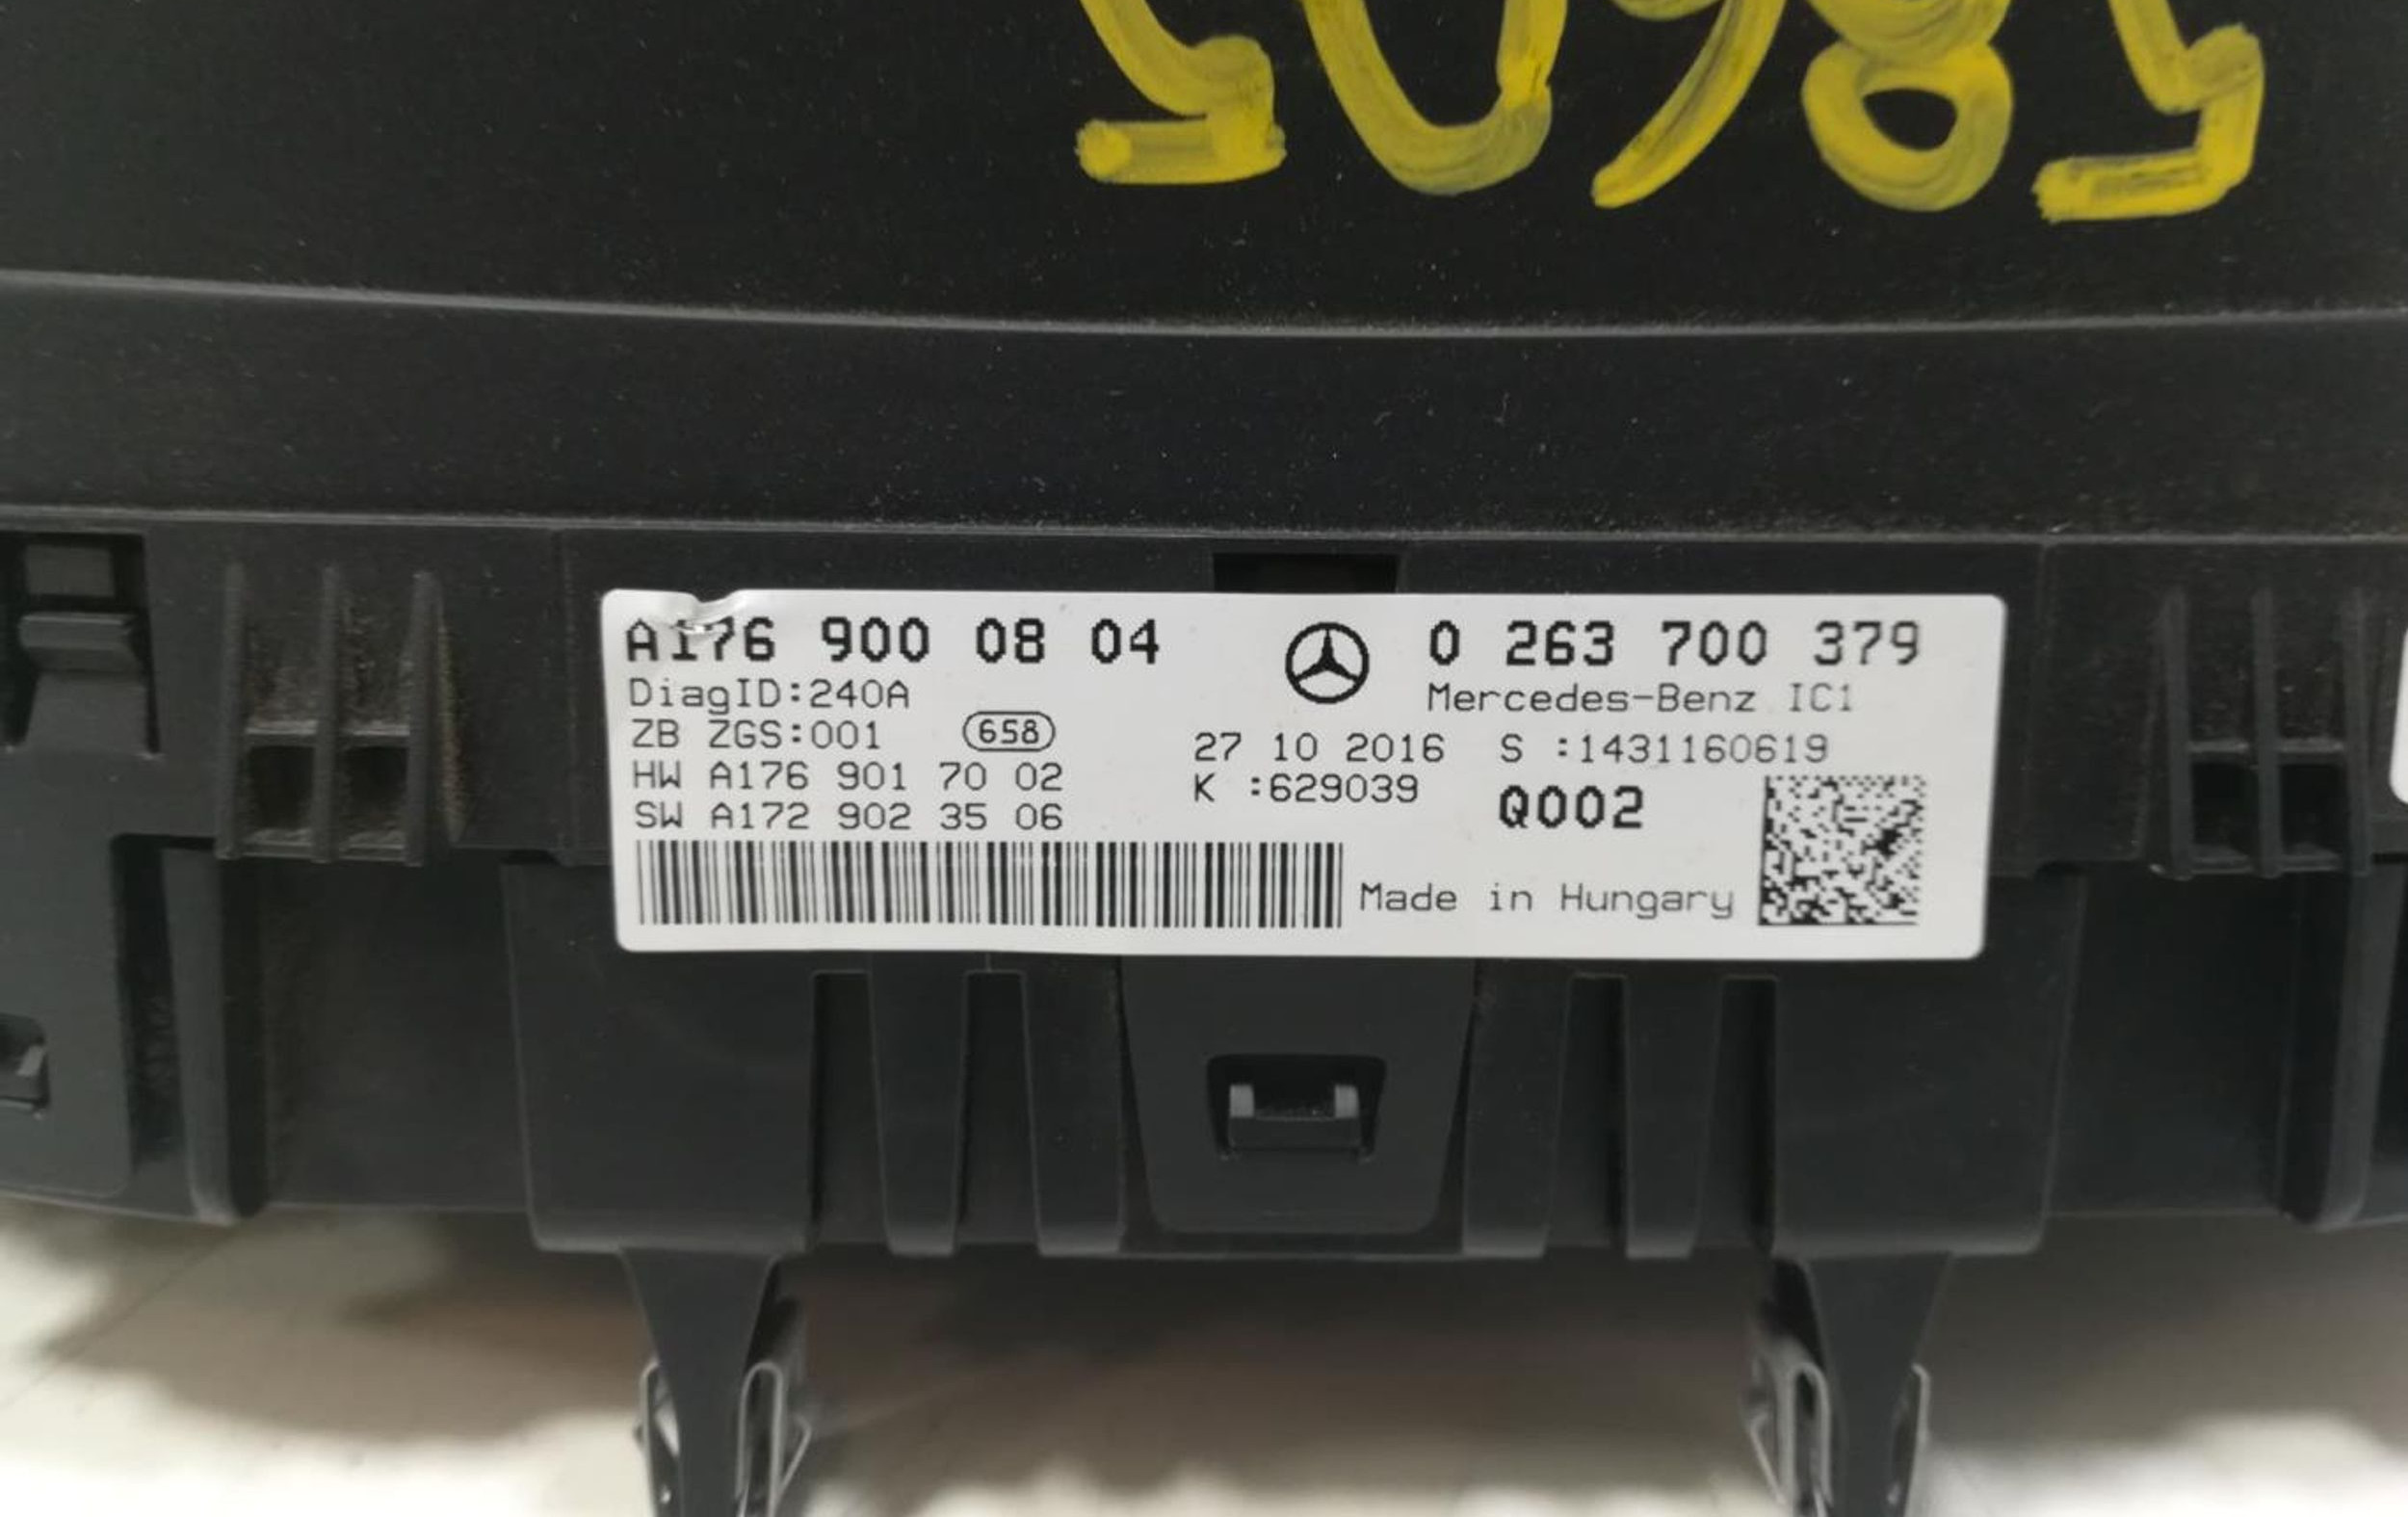 A176 900 08 04
DiagID:240A
ZB ZGS:001 658
HW A176 901 70 02
SW A172 902 35 06
27 10 2016
K :629039
0 263 700 379
Mercedes-Benz IC1
S :1431160619
Q002
Made in Hungary